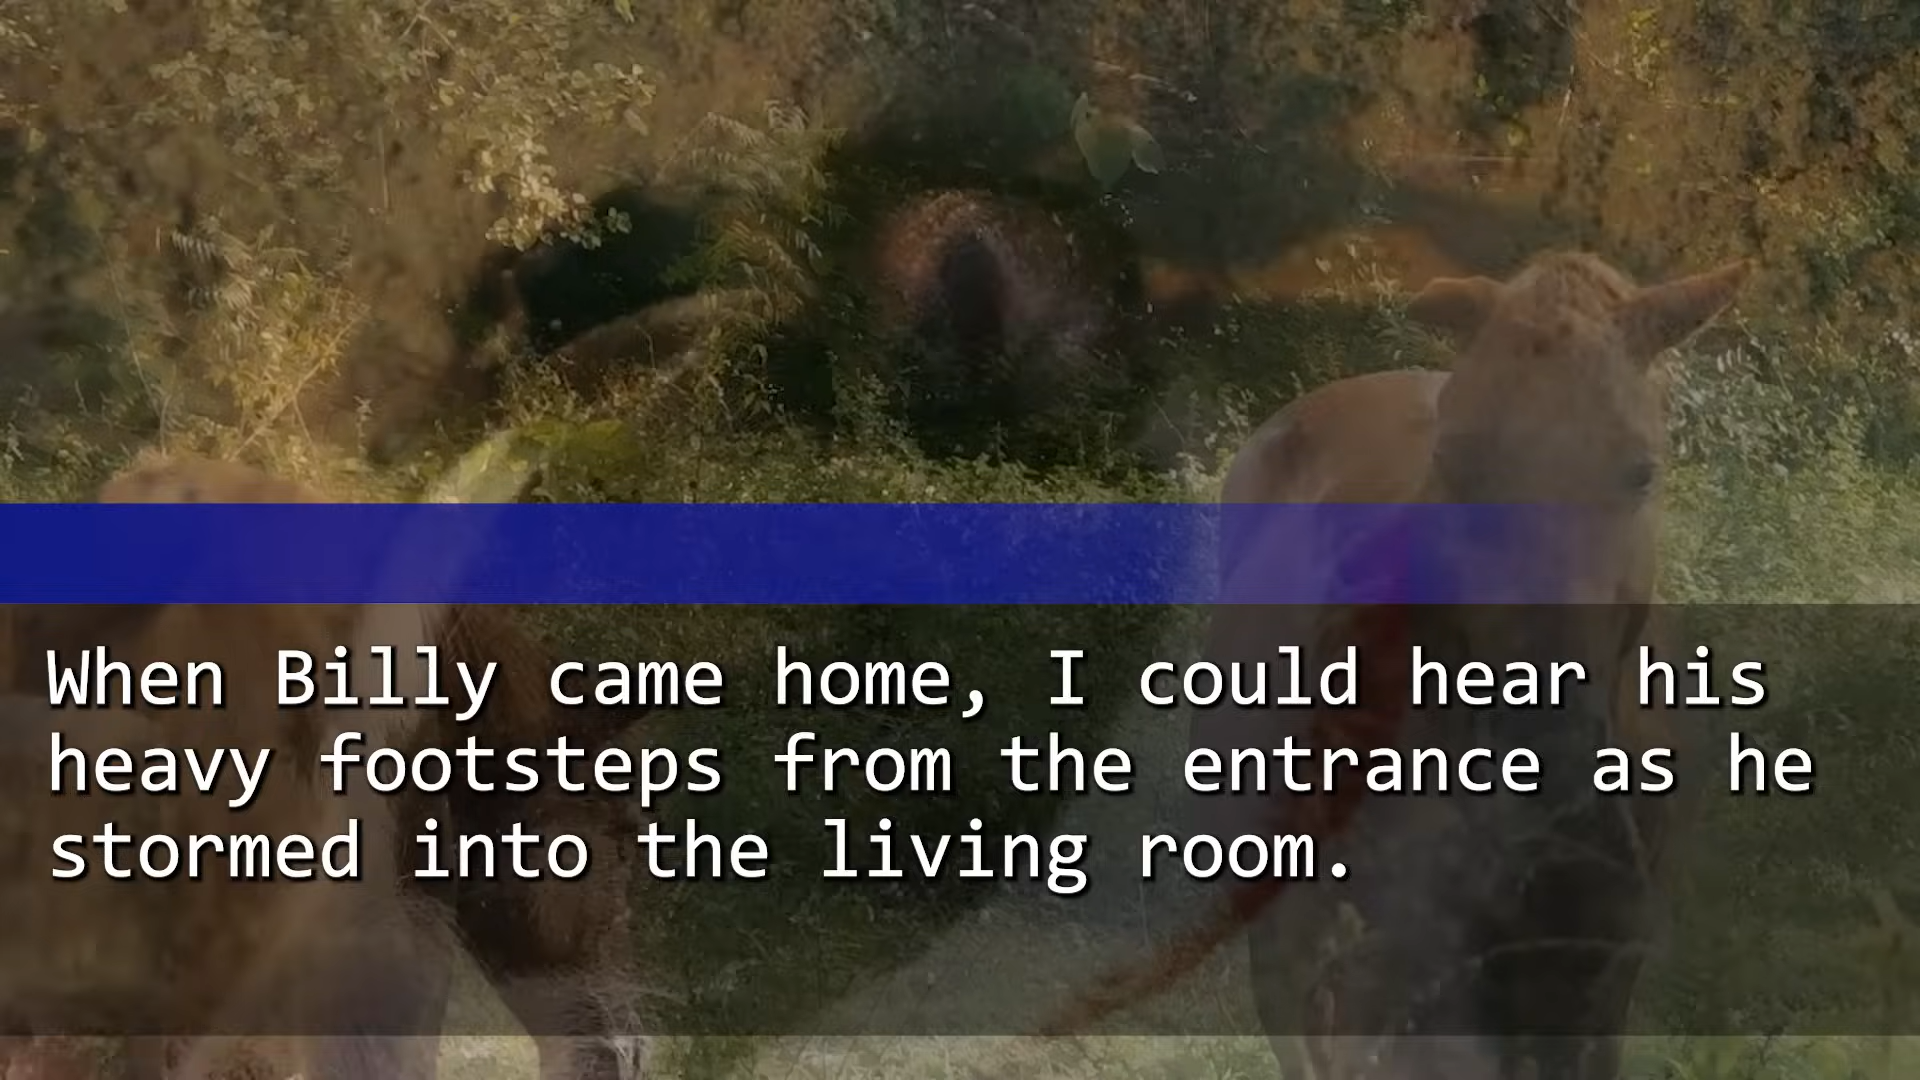 When Billy came home, I could hear his
heavy footsteps from the entrance as he
stormed into the living room.